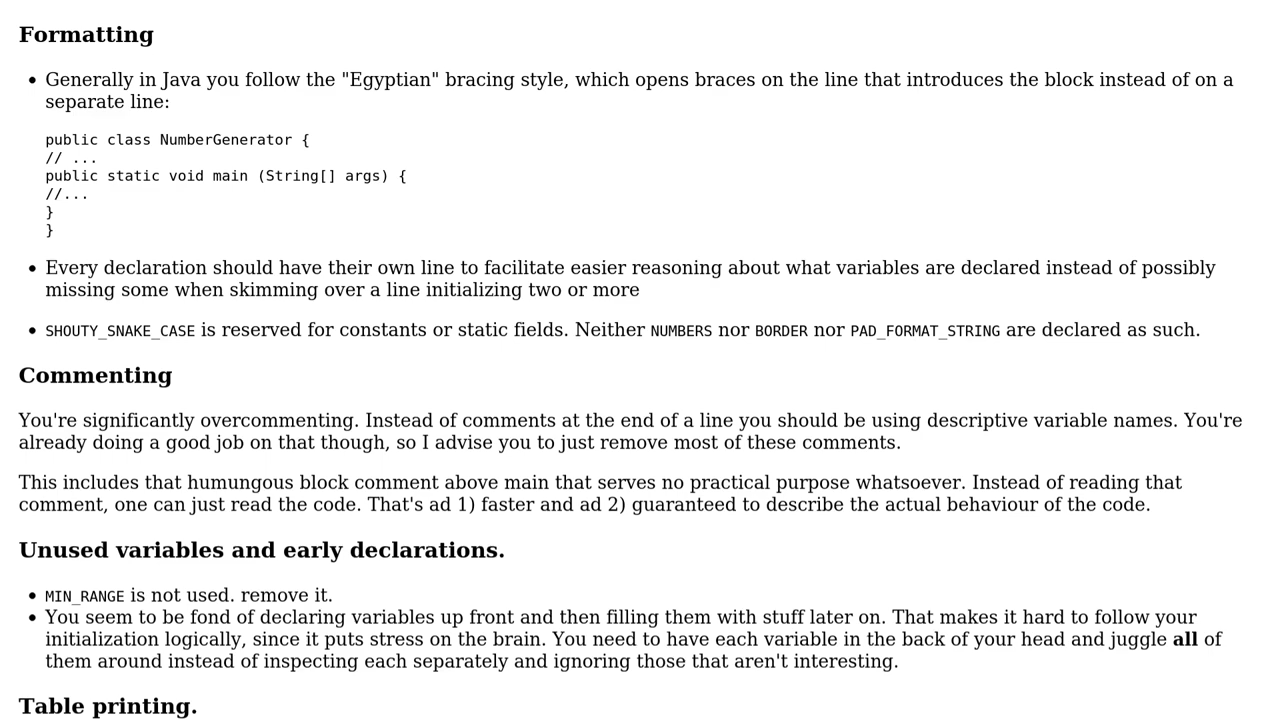 Formatting
• Generally in Java you follow the "Egyptian" bracing style, which opens braces on the line that introduces the block instead of on a
separate line:
public class NumberGenerator {
// ...
public static void main (String[] args) {
//...
}
}
• Every declaration should have their own line to facilitate easier reasoning about what variables are declared instead of possibly
missing some when skimming over a line initializing two or more
• SHOUTY_SNAKE_CASE is reserved for constants or static fields. Neither NUMBERS nor BORDER nor PAD_FORMAT_STRING are declared as such.
Commenting
You're significantly overcommenting. Instead of comments at the end of a line you should be using descriptive variable names. You're
already doing a good job on that though, so I advise you to just remove most of these comments.
This includes that humungous block comment above main that serves no practical purpose whatsoever. Instead of reading that
comment, one can just read the code. That's ad 1) faster and ad 2) guaranteed to describe the actual behaviour of the code.
Unused variables and early declarations.
• MIN_RANGE is not used. remove it.
• You seem to be fond of declaring variables up front and then filling them with stuff later on. That makes it hard to follow your
initialization logically, since it puts stress on the brain. You need to have each variable in the back of your head and juggle all of
them around instead of inspecting each separately and ignoring those that aren't interesting.
Table printing.